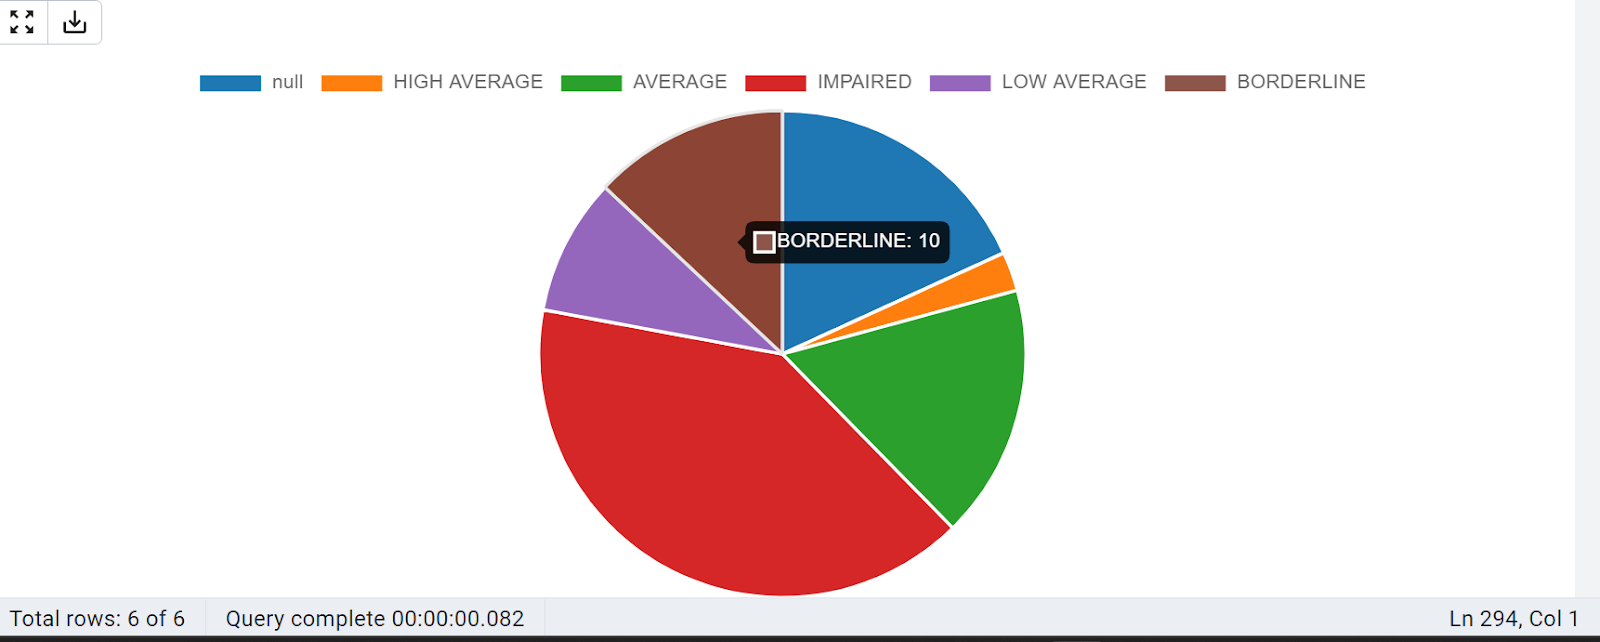 null HIGH AVERAGE AVERAGE IMPAIRED LOW AVERAGE BORDERLINE
BORDERLINE: 10
Total rows: 6 of 6 Query complete 00:00:00.082 Ln 294, Col 1